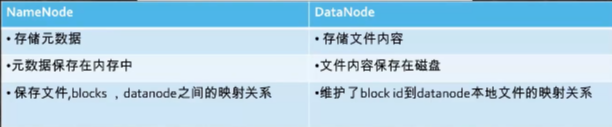 NameNode DataNode
• 存储元数据 • 存储文件内容
•元数据保存在内存中 •文件内容保存在磁盘
• 保存文件,blocks ，datanode之间的映射关系 •维护了block id到datanode本地文件的映射关系